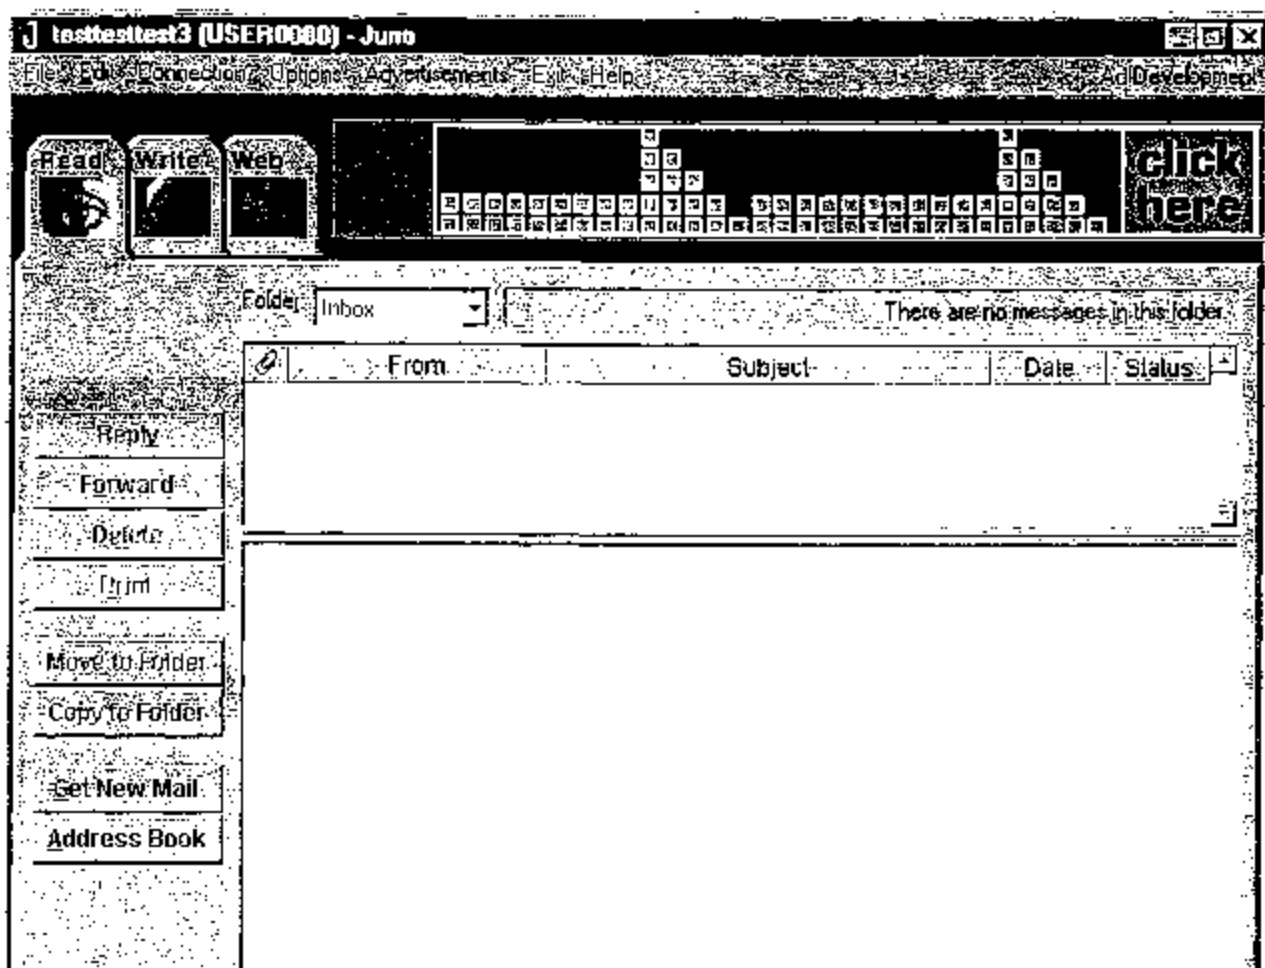 testtesttest3 (USER0080) - Juno
File Edit Connection Options Advertisements Exit Help Ad Development
Read Write Web
click
here
Folder Inbox There are no messages in this folder.
From Subject Date Status
Reply
Forward
Delete
Print
Move to Folder
Copy to Folder
Get New Mail
Address Book